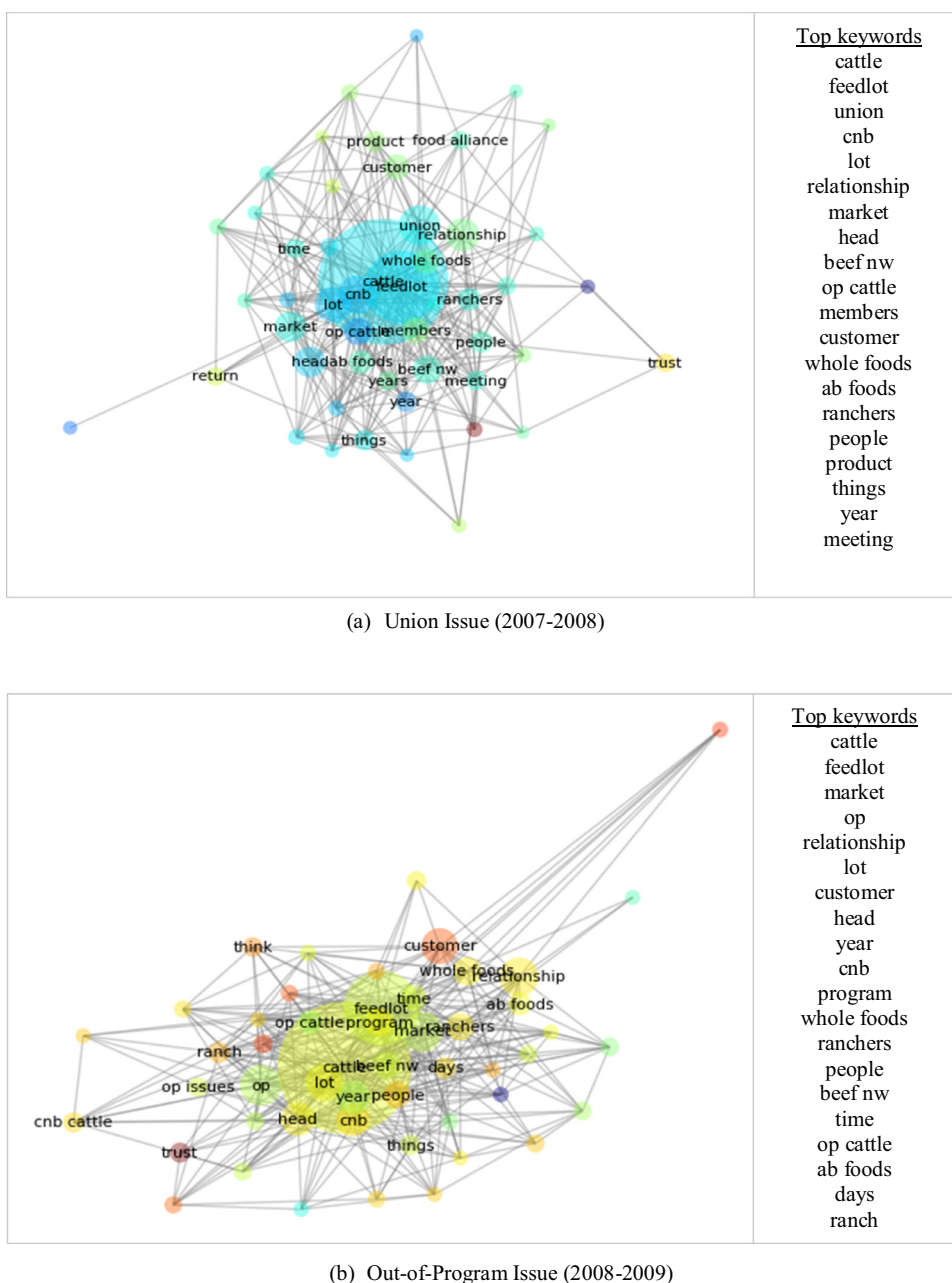 Top keywords
cattle
feedlot
union
cnb
lot
relationship
market
head
beef nw
op cattle
members
customer
whole foods
ab foods
ranchers
people
product
things
year
meeting
product food alliance
customer
union
relationship
time
whole foods
cattle
feedlot
cnb
lot
ranchers
market
op cattle
members
people
head
ab foods
beef nw
return
years
meeting
trust
year
things
(a) Union Issue (2007-2008)
Top keywords
cattle
feedlot
market
op
relationship
lot
customer
head
year
cnb
program
whole foods
ranchers
people
beef nw
time
op cattle
ab foods
days
ranch
think
customer
whole foods
relationship
time
ab foods
feedlot
op cattle
program
market
ranchers
ranch
cattle
beef nw
days
op issues
op
lot
year
people
cnb cattle
head
cnb
things
trust
(b) Out-of-Program Issue (2008-2009)